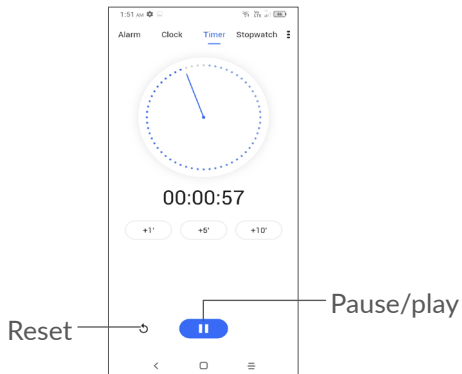 1:51 AM
Alarm Clock Timer Stopwatch
00:00:57
+1' +5' +10'
Pause/play
Reset